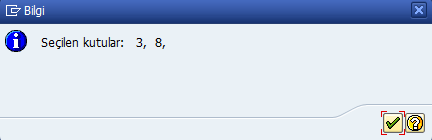 Bilgi
Seçilen kutular: 3, 8,